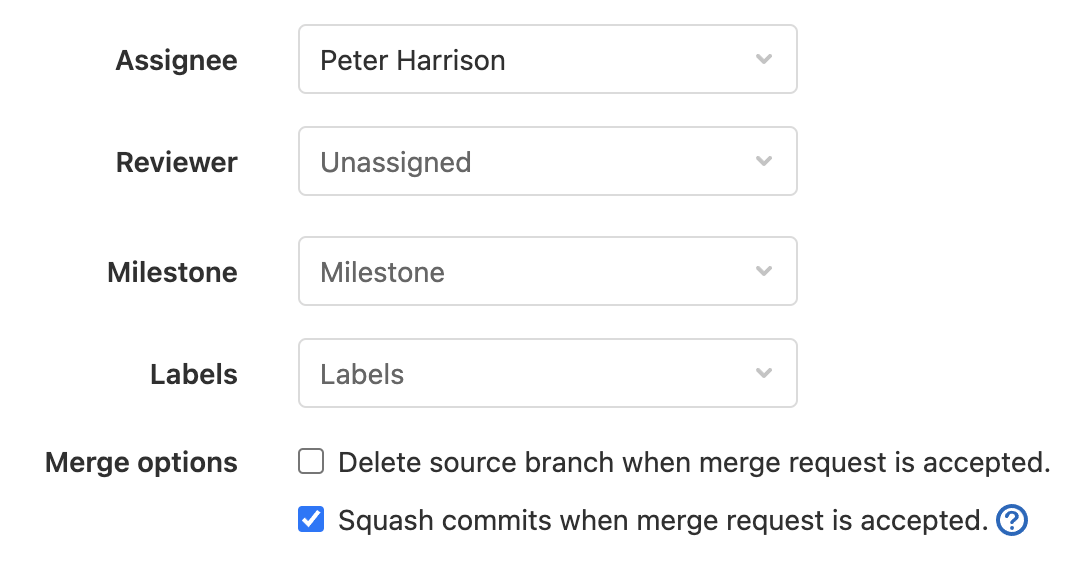 Assignee Peter Harrison
Reviewer Unassigned
Milestone Milestone
Labels Labels
Merge options Delete source branch when merge request is accepted.
Squash commits when merge request is accepted. ?